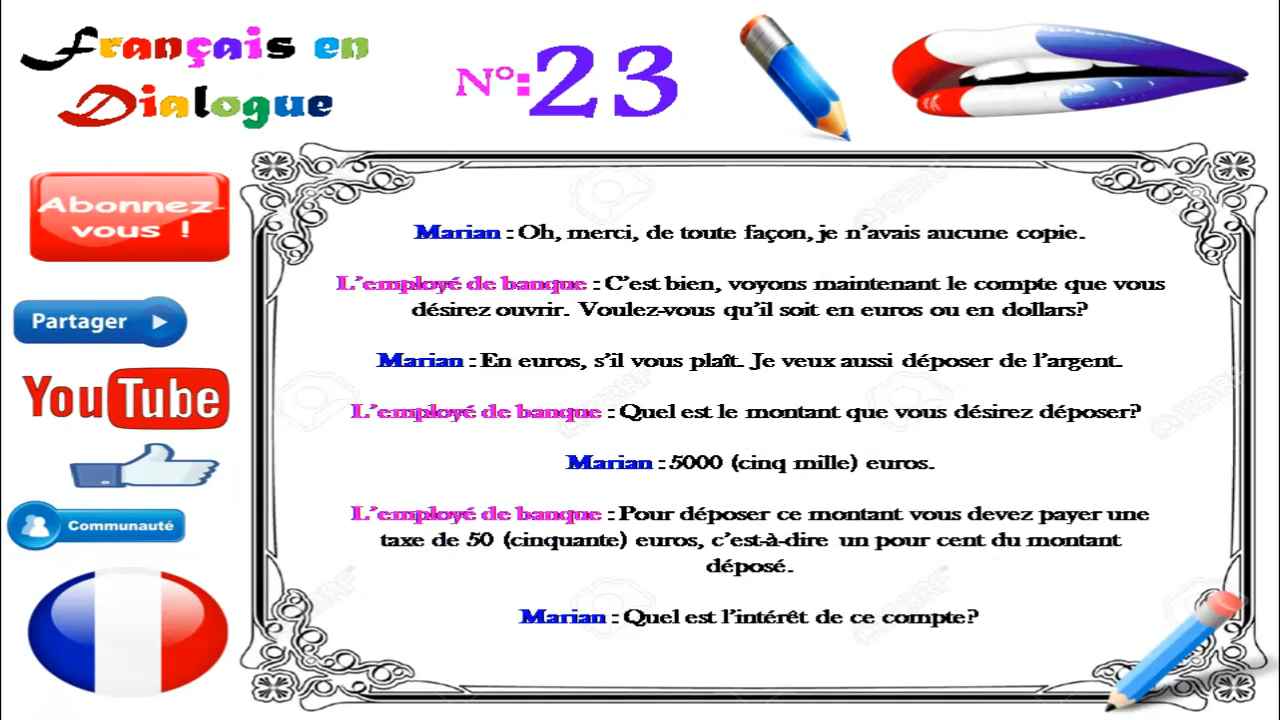 Français en
Dialogue
N°:23
Abonnez-
vous !
Partager
YouTube
Communauté
Marian : Oh, merci, de toute façon, je n’avais aucune copie.
L’employé de banque : C’est bien, voyons maintenant le compte que vous
désirez ouvrir. Voulez-vous qu’il soit en euros ou en dollars?
Marian : En euros, s’il vous plaît. Je veux aussi déposer de l’argent.
L’employé de banque : Quel est le montant que vous désirez déposer?
Marian : 5000 (cinq mille) euros.
L’employé de banque : Pour déposer ce montant vous devez payer une
taxe de 50 (cinquante) euros, c’est-à-dire un pour cent du montant
déposé.
Marian : Quel est l’intérêt de ce compte?